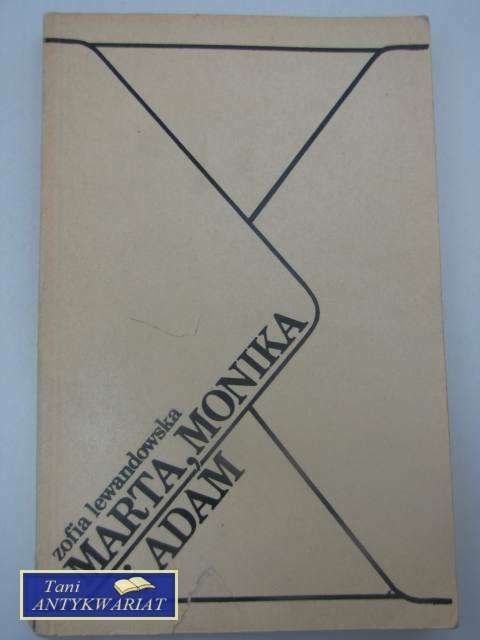 zofia lewandowska
MARTA, MONIKA
ADAM
Tani
ANTYKWARIAT